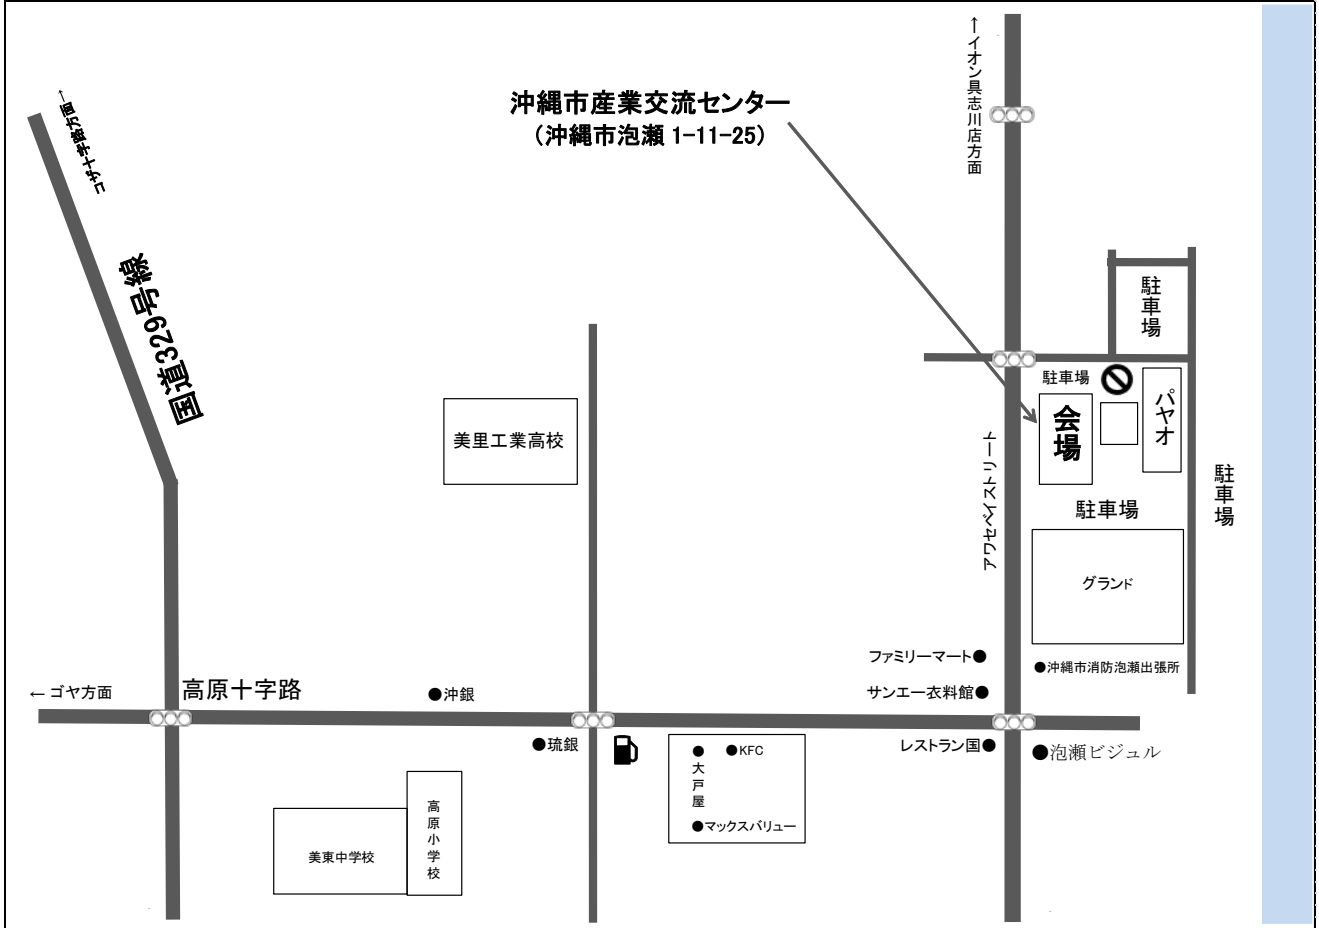 ↑イオン具志川店方面
コザ十字路方面→
沖縄市産業交流センター
（沖縄市泡瀬 1-11-25）
国道329号線
駐車場
駐車場
会場
パヤオ
美里工業高校
アワセベイストリート
駐車場
駐車場
グランド
ファミリーマート●
●沖縄市消防泡瀬出張所
←ゴヤ方面
高原十字路
●沖銀
サンエー衣料館●
●琉銀
●KFC
●大戸屋
レストラン国●
●泡瀬ビジュル
●マックスバリュー
高原小学校
美東中学校